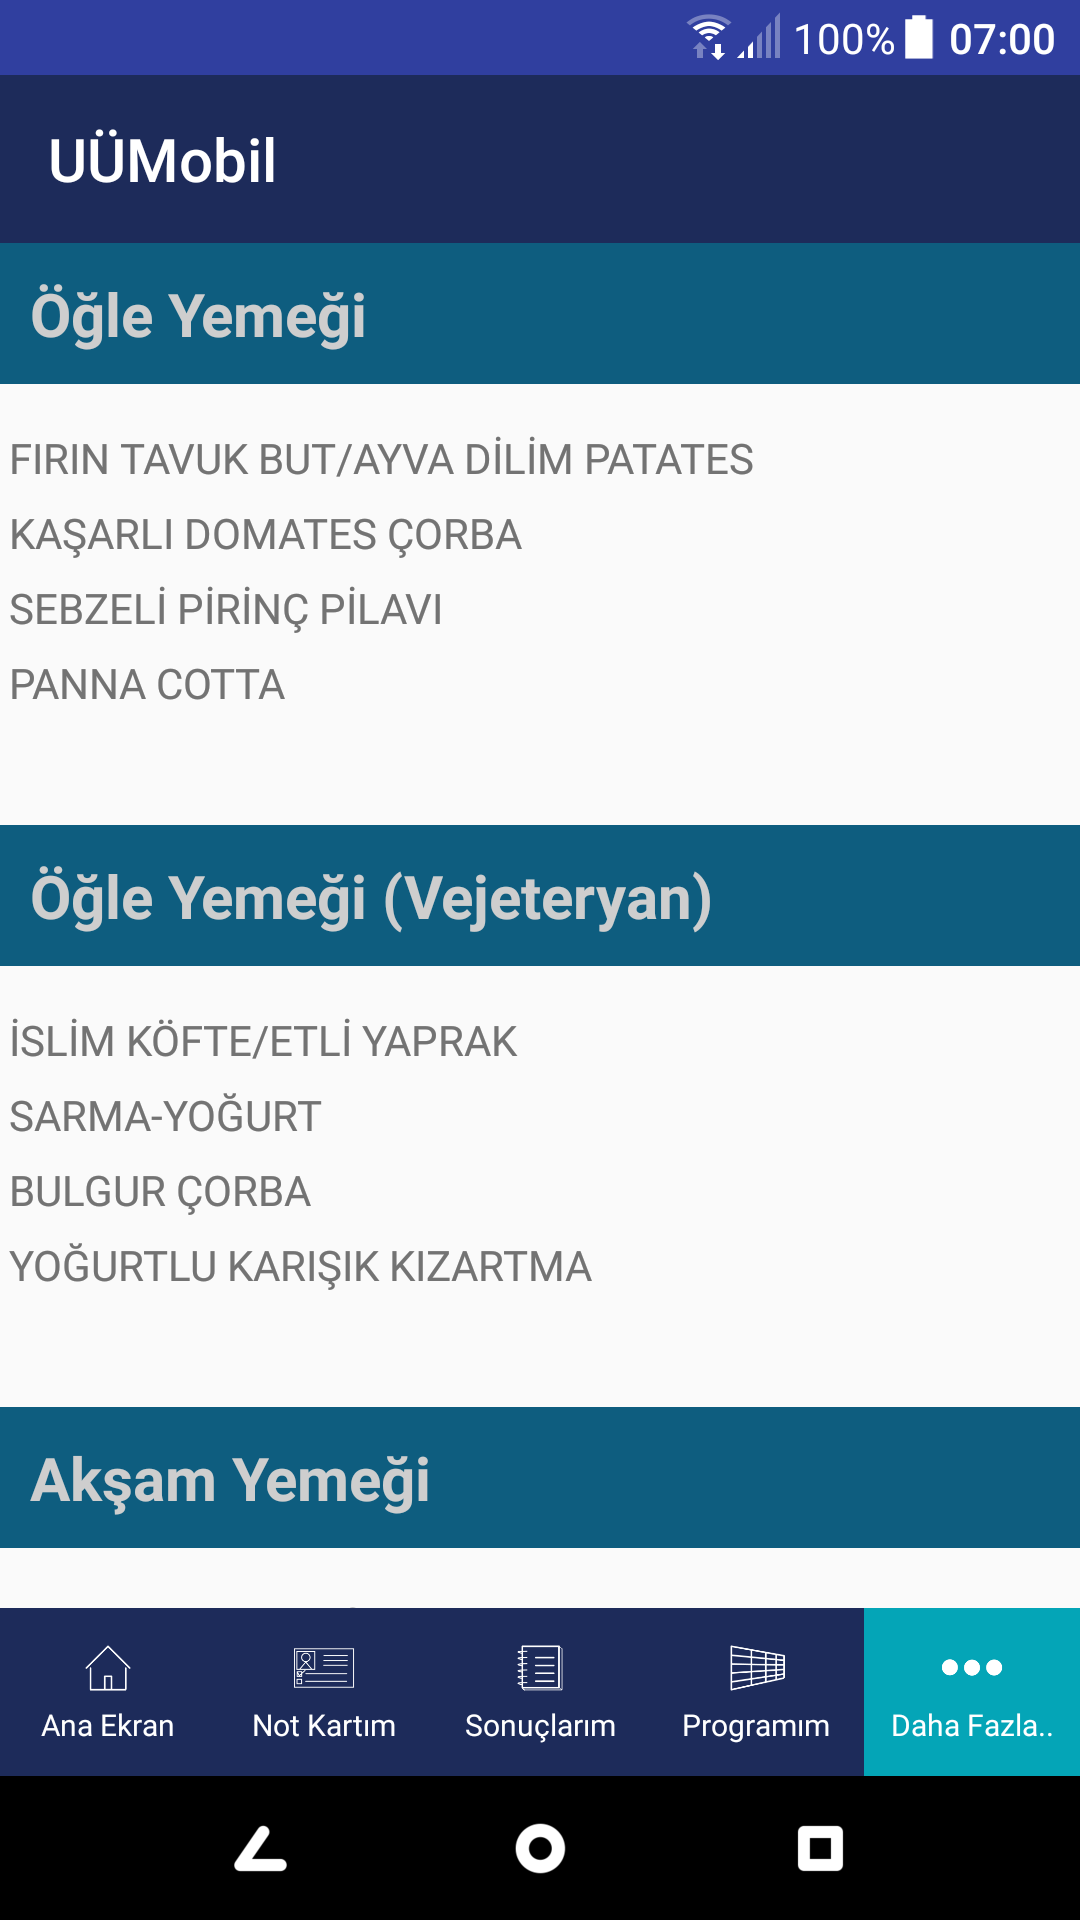 100% 07:00
UÜMobil
Öğle Yemeği
FIRIN TAVUK BUT/AYVA DİLİM PATATES
KAŞARLI DOMATES ÇORBA
SEBZELİ PİRİNÇ PİLAVI
PANNA COTTA
Öğle Yemeği (Vejeteryan)
İSLİM KÖFTE/ETLİ YAPRAK
SARMA-YOĞURT
BULGUR ÇORBA
YOĞURTLU KARIŞIK KIZARTMA
Akşam Yemeği
Ana Ekran Not Kartım Sonuçlarım Programım Daha Fazla..